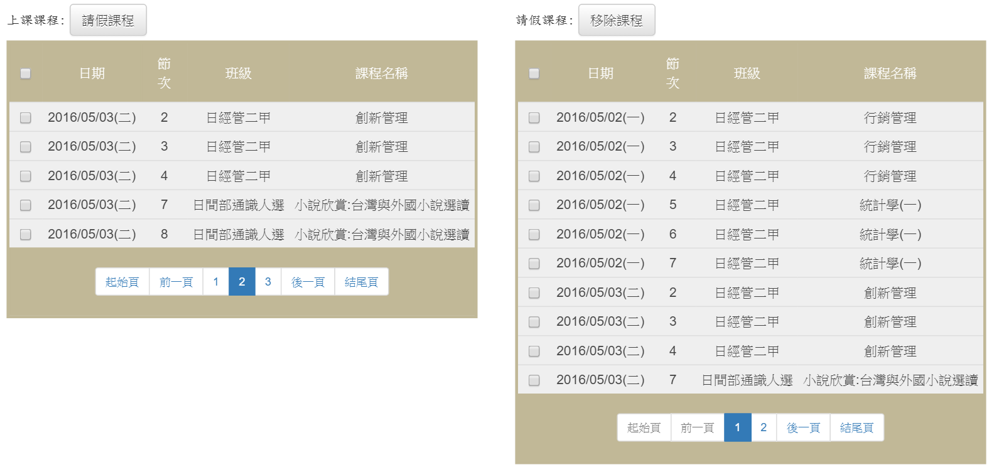 上課課程: 請假課程
日期 節次 班級 課程名稱
2016/05/03(二) 2 日經管二甲 創新管理
2016/05/03(二) 3 日經管二甲 創新管理
2016/05/03(二) 4 日經管二甲 創新管理
2016/05/03(二) 7 日間部通識人選 小說欣賞:台灣與外國小說選讀
2016/05/03(二) 8 日間部通識人選 小說欣賞:台灣與外國小說選讀
起始頁 前一頁 1 2 3 後一頁 結尾頁
請假課程: 移除課程
日期 節次 班級 課程名稱
2016/05/02(一) 2 日經管二甲 行銷管理
2016/05/02(一) 3 日經管二甲 行銷管理
2016/05/02(一) 4 日經管二甲 行銷管理
2016/05/02(一) 5 日經管二甲 統計學(一)
2016/05/02(一) 6 日經管二甲 統計學(一)
2016/05/02(一) 7 日經管二甲 統計學(一)
2016/05/03(二) 2 日經管二甲 創新管理
2016/05/03(二) 3 日經管二甲 創新管理
2016/05/03(二) 4 日經管二甲 創新管理
2016/05/03(二) 7 日間部通識人選 小說欣賞:台灣與外國小說選讀
起始頁 前一頁 1 2 後一頁 結尾頁